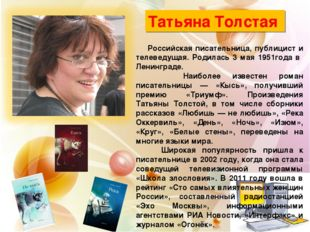 Татьяна Толстая
Российская писательница, публицист и
телеведущая. Родилась 3 мая 1951года в
Ленинграде.
Наиболее известен роман
писательницы — «Кысь», получивший
премию «Триумф». Произведения
Татьяны Толстой, в том числе сборники
рассказов «Любишь — не любишь», «Река
Оккервиль», «День», «Ночь», «Изюм»,
«Круг», «Белые стены», переведены на
многие языки мира.
Широкая популярность пришла к
писательнице в 2002 году, когда она стала
соведущей телевизионной программы
«Школа злословия». В 2011 году вошла в
рейтинг «Сто самых влиятельных женщин
России», составленный радиостанцией
«Эхо Москвы», информационными
агентствами РИА Новости, «Интерфакс» и
журналом «Огонёк».